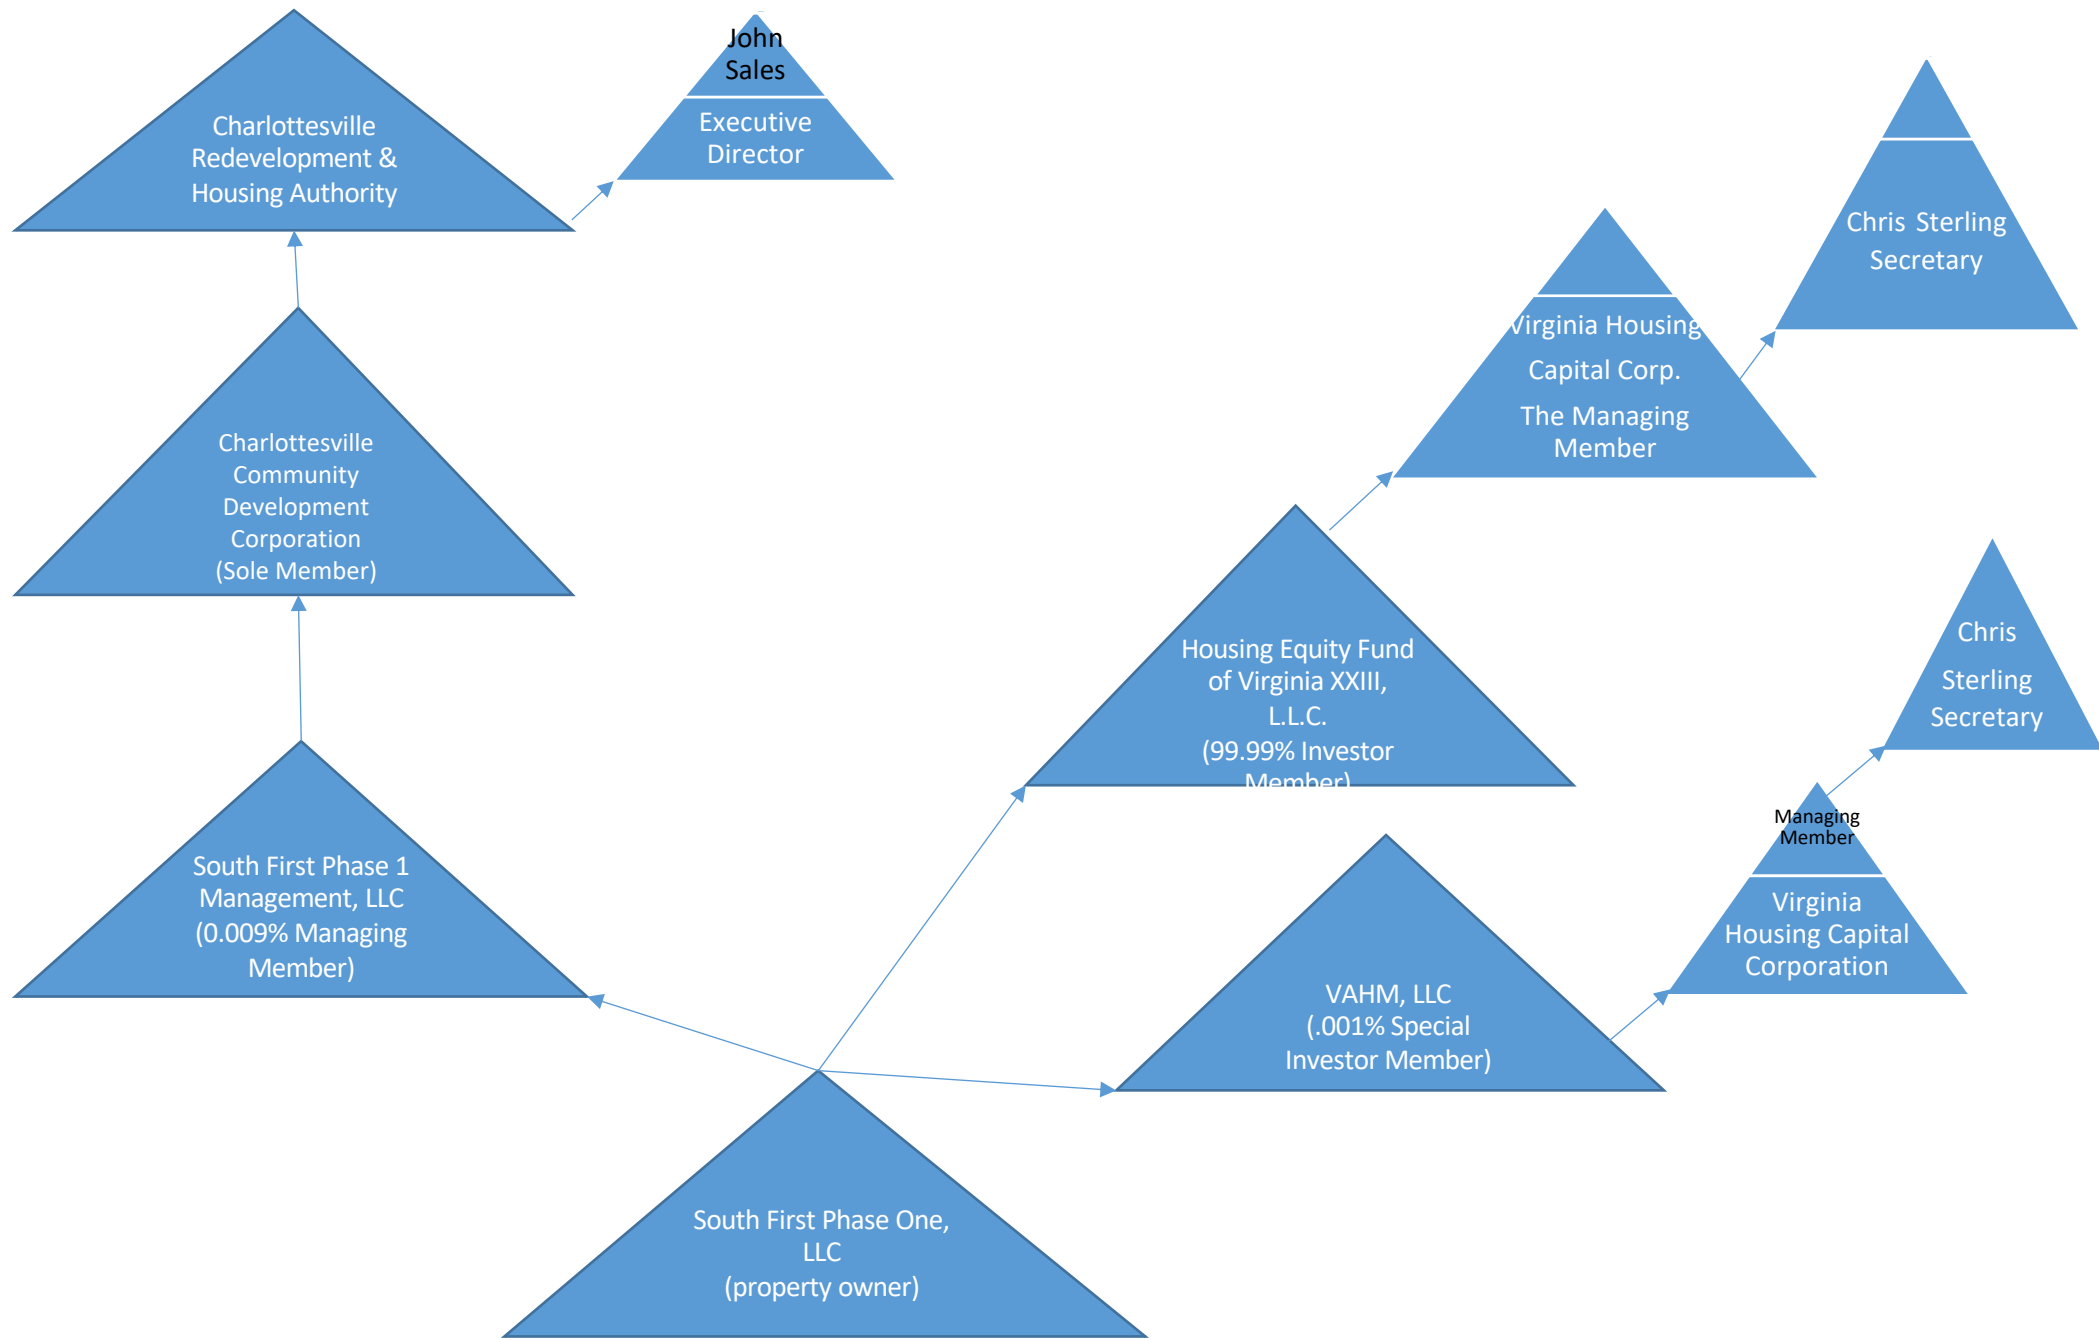 John
Sales
Executive
Director
Charlottesville
Redevelopment &
Housing Authority
Chris Sterling
Secretary
Virginia Housing
Capital Corp.
The Managing
Member
Charlottesville
Community
Development
Corporation
(Sole Member)
Housing Equity Fund
of Virginia XXIII,
L.L.C.
(99.99% Investor
Member)
Chris
Sterling
Secretary
Managing
Member
Virginia
Housing Capital
Corporation
South First Phase 1
Management, LLC
(0.009% Managing
Member)
VAHM, LLC
(.001% Special
Investor Member)
South First Phase One,
LLC
(property owner)